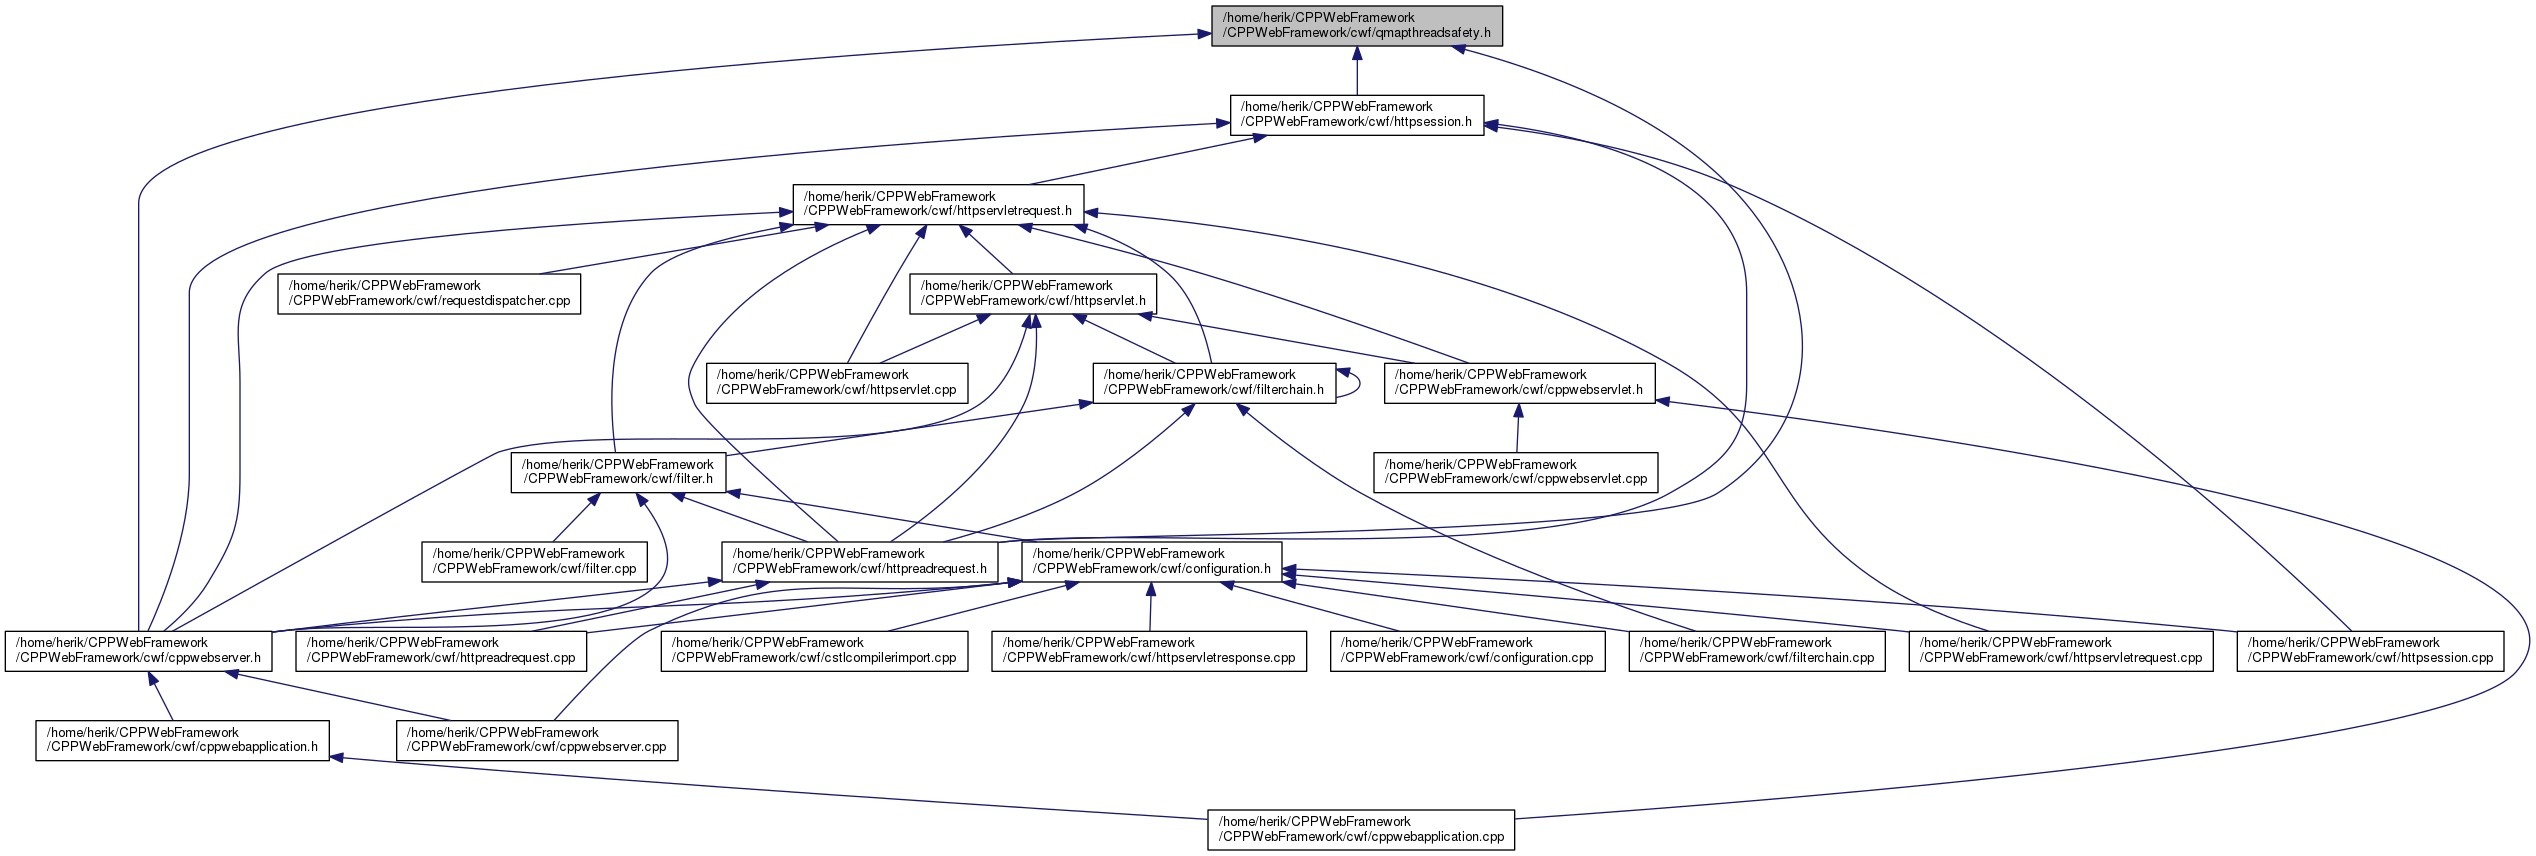 /home/herik/CPPWebFramework
/CPPWebFramework/cwf/qmapthreadsafety.h
/home/herik/CPPWebFramework
/CPPWebFramework/cwf/httpsession.h
/home/herik/CPPWebFramework
/CPPWebFramework/cwf/httpservletrequest.h
/home/herik/CPPWebFramework
/CPPWebFramework/cwf/requestdispatcher.cpp
/home/herik/CPPWebFramework
/CPPWebFramework/cwf/httpservlet.h
/home/herik/CPPWebFramework
/CPPWebFramework/cwf/httpservlet.cpp
/home/herik/CPPWebFramework
/CPPWebFramework/cwf/filterchain.h
/home/herik/CPPWebFramework
/CPPWebFramework/cwf/cppwebservlet.h
/home/herik/CPPWebFramework
/CPPWebFramework/cwf/filter.h
/home/herik/CPPWebFramework
/CPPWebFramework/cwf/cppwebservlet.cpp
/home/herik/CPPWebFramework
/CPPWebFramework/cwf/filter.cpp
/home/herik/CPPWebFramework
/CPPWebFramework/cwf/httpreadrequest.h
/home/herik/CPPWebFramework
/CPPWebFramework/cwf/configuration.h
/home/herik/CPPWebFramework
/CPPWebFramework/cwf/cppwebserver.h
/home/herik/CPPWebFramework
/CPPWebFramework/cwf/httpreadrequest.cpp
/home/herik/CPPWebFramework
/CPPWebFramework/cwf/cstlcompilerimport.cpp
/home/herik/CPPWebFramework
/CPPWebFramework/cwf/httpservletresponse.cpp
/home/herik/CPPWebFramework
/CPPWebFramework/cwf/configuration.cpp
/home/herik/CPPWebFramework
/CPPWebFramework/cwf/filterchain.cpp
/home/herik/CPPWebFramework
/CPPWebFramework/cwf/httpservletrequest.cpp
/home/herik/CPPWebFramework
/CPPWebFramework/cwf/httpsession.cpp
/home/herik/CPPWebFramework
/CPPWebFramework/cwf/cppwebapplication.h
/home/herik/CPPWebFramework
/CPPWebFramework/cwf/cppwebserver.cpp
/home/herik/CPPWebFramework
/CPPWebFramework/cwf/cppwebapplication.cpp